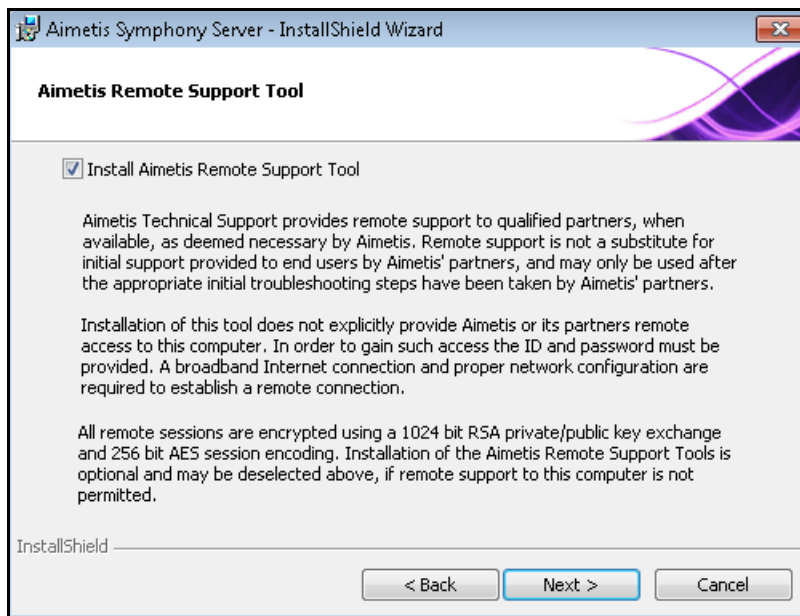 Aimetis Symphony Server - InstallShield Wizard
Aimetis Remote Support Tool
Install Aimetis Remote Support Tool
Aimetis Technical Support provides remote support to qualified partners, when
available, as deemed necessary by Aimetis. Remote support is not a substitute for
initial support provided to end users by Aimetis' partners, and may only be used after
the appropriate initial troubleshooting steps have been taken by Aimetis' partners.
Installation of this tool does not explicitly provide Aimetis or its partners remote
access to this computer. In order to gain such access the ID and password must be
provided. A broadband Internet connection and proper network configuration are
required to establish a remote connection.
All remote sessions are encrypted using a 1024 bit RSA private/public key exchange
and 256 bit AES session encoding. Installation of the Aimetis Remote Support Tools is
optional and may be deselected above, if remote support to this computer is not
permitted.
InstallShield
< Back
Next >
Cancel